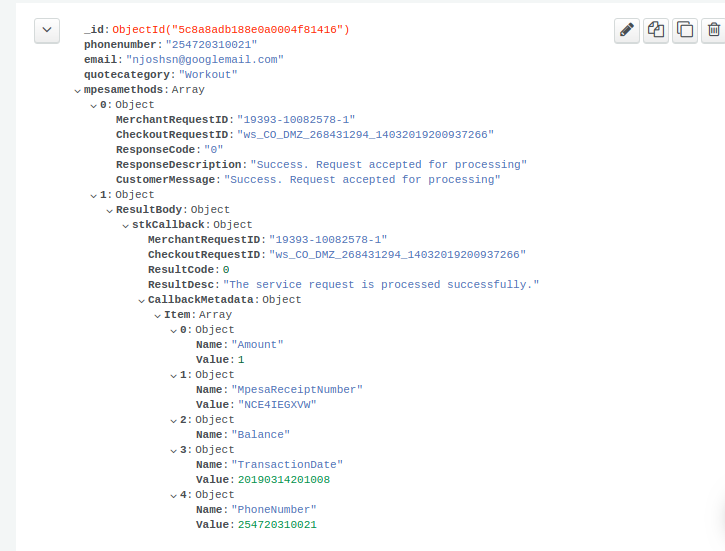 _id:ObjectId("5c8a8adb188e0a0004f81416")
phonenumber:"254720310021"
email:"njoshsn@googlemail.com"
quotecategory:"Workout"
mpesamethods:Array
0:Object
MerchantRequestID:"19393-10082578-1"
CheckoutRequestID:"ws_CO_DMZ_268431294_14032019200937266"
ResponseCode:"0"
ResponseDescription:"Success. Request accepted for processing"
CustomerMessage:"Success. Request accepted for processing"
1:Object
ResultBody:Object
stkCallback:Object
MerchantRequestID:"19393-10082578-1"
CheckoutRequestID:"ws_CO_DMZ_268431294_14032019200937266"
ResultCode:0
ResultDesc:"The service request is processed successfully."
CallbackMetadata:Object
Item:Array
0:Object
Name:"Amount"
Value:1
1:Object
Name:"MpesaReceiptNumber"
Value:"NCE4IEGXVW"
2:Object
Name:"Balance"
3:Object
Name:"TransactionDate"
Value:20190314201008
4:Object
Name:"PhoneNumber"
Value:254720310021